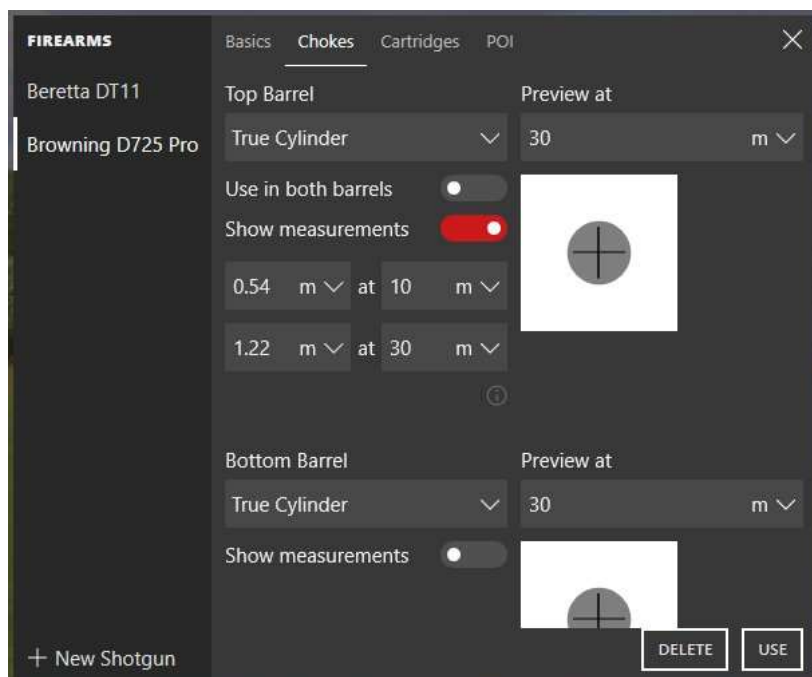 FIREARMS
Beretta DT11
Browning D725 Pro
+ New Shotgun
Basics Chokes Cartridges POI
Top Barrel
True Cylinder
Preview at
30 m
Use in both barrels
Show measurements
0.54 m at 10 m
1.22 m at 30 m
Bottom Barrel
True Cylinder
Preview at
30 m
Show measurements
DELETE USE